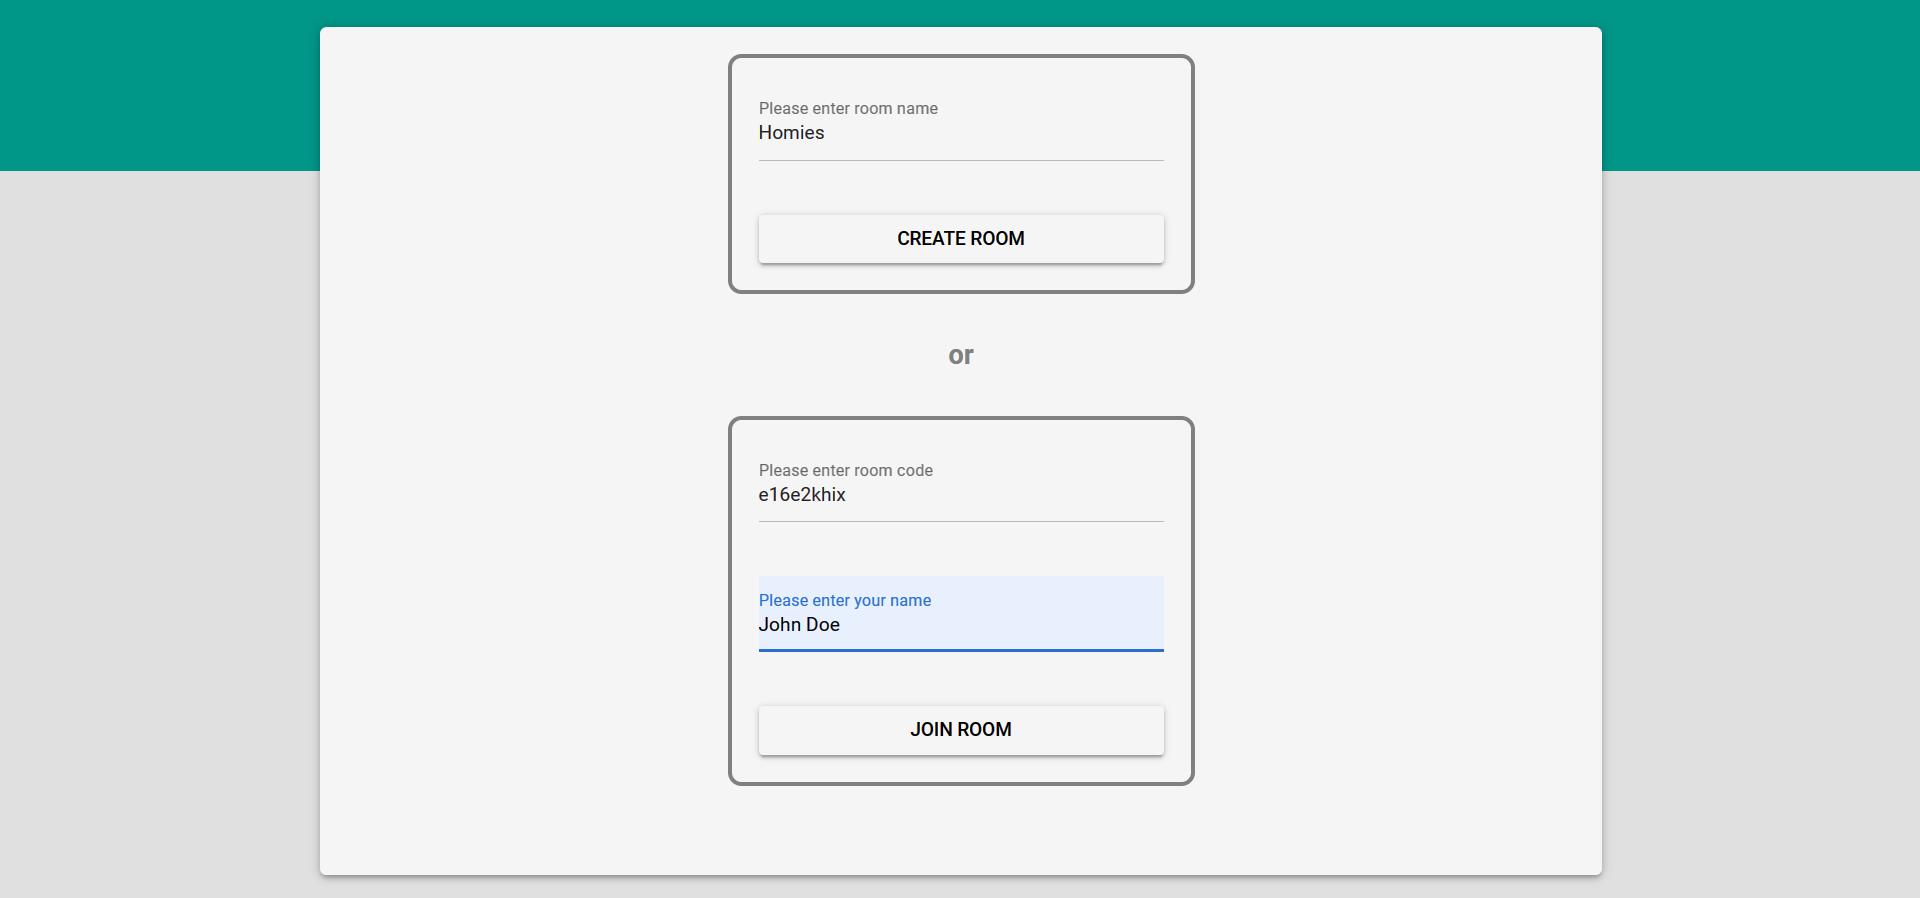 Please enter room name
Homies
CREATE ROOM
or
Please enter room code
e16e2khix
Please enter your name
John Doe
JOIN ROOM